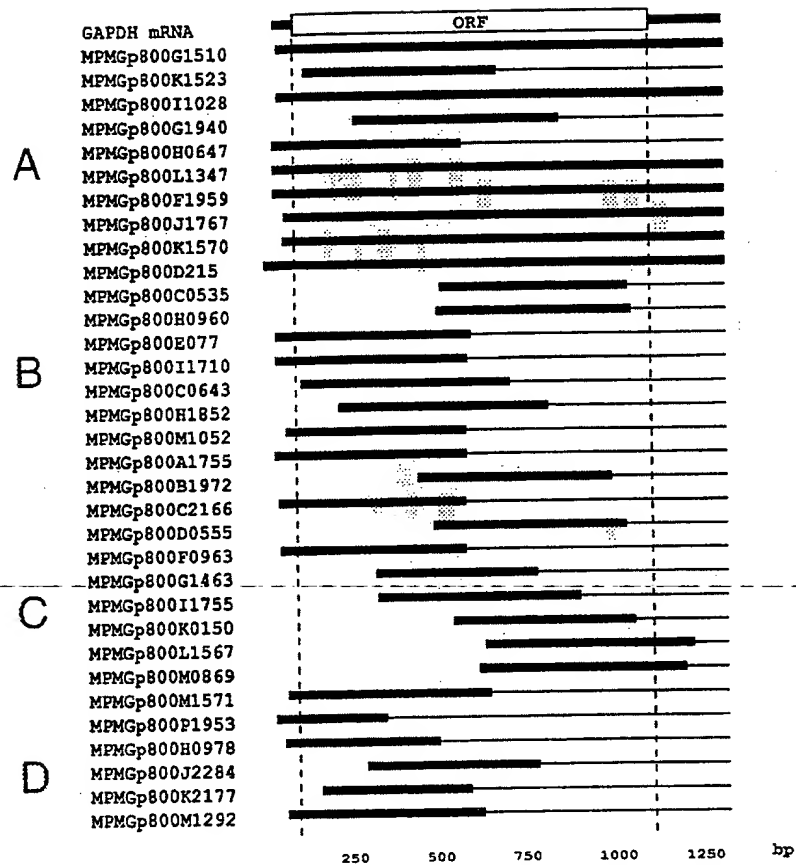 GAPDH mRNA ORF
MPMGp800G1510
MPMGp800K1523
MPMGp800I1028
MPMGp800G1940
MPMGp800H0647
A
MPMGp800L1347
MPMGp800F1959
MPMGp800J1767
MPMGp800K1570
MPMGp800D215
MPMGp800C0535
MPMGp800H0960
MPMGp800E077
MPMGp800I1710
B
MPMGp800C0643
MPMGp800H1852
MPMGp800M1052
MPMGp800A1755
MPMGp800B1972
MPMGp800C2166
MPMGp800D0555
MPMGp800F0963
MPMGp800G1463
C
MPMGp800I1755
MPMGp800K0150
MPMGp800L1567
MPMGp800M0869
MPMGp800M1571
MPMGp800P1953
MPMGp800H0978
D
MPMGp800J2284
MPMGp800K2177
MPMGp800M1292
250 500 750 1000 1250 bp